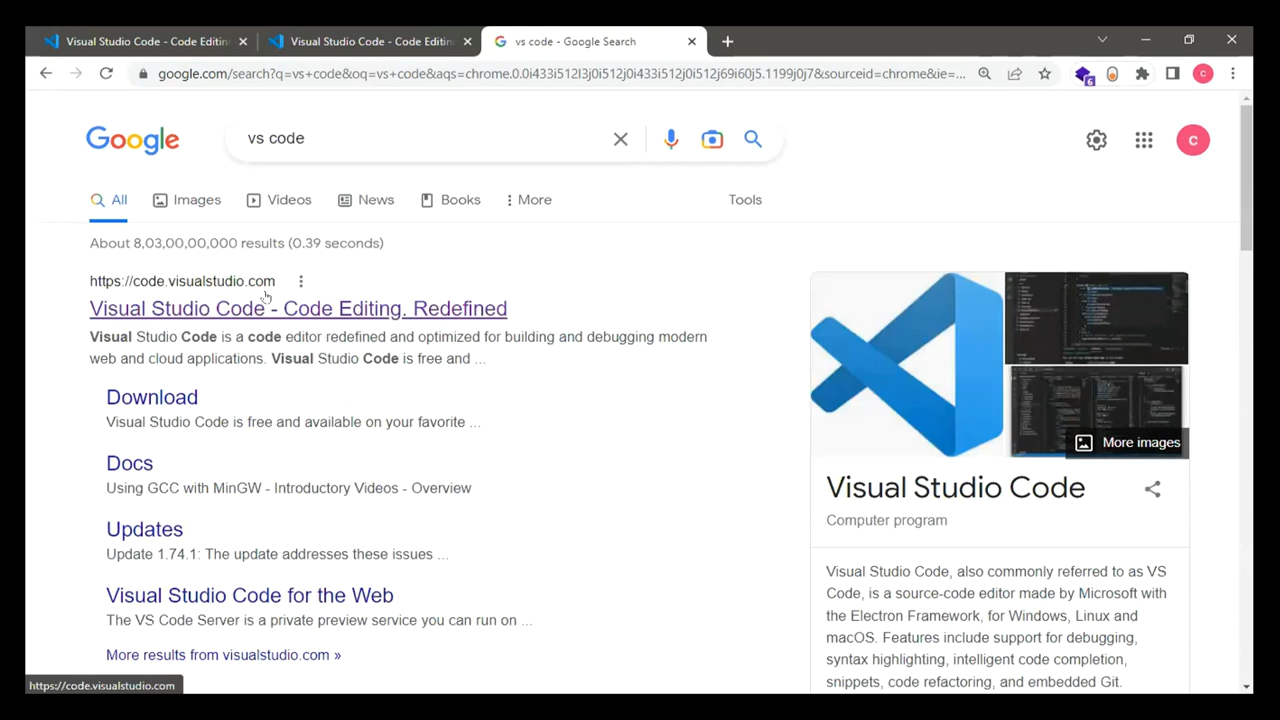 Visual Studio Code - Code Editin
Visual Studio Code - Code Editin
vs code - Google Search
google.com/search?q=vs+code&oq=vs+code&aqs=chrome.0.0i433i512l3j0i512j0i433i512j0i512j69i60j5.1199j0j7&sourceid=chrome&ie=...
6
C
Google
vs code
C
All
Images
Videos
News
Books
More
Tools
About 8,03,00,00,000 results (0.39 seconds)
https://code.visualstudio.com
Visual Studio Code - Code Editing. Redefined
Visual Studio Code is a code editor redefined and optimized for building and debugging modern
web and cloud applications. Visual Studio Code is free and ...
Download
Visual Studio Code is free and available on your favorite ...
Docs
Using GCC with MinGW - Introductory Videos - Overview
Updates
Update 1.74.1: The update addresses these issues ...
Visual Studio Code for the Web
The VS Code Server is a private preview service you can run on ...
More results from visualstudio.com »
More images
Visual Studio Code
Computer program
Visual Studio Code, also commonly referred to as VS
Code, is a source-code editor made by Microsoft with
the Electron Framework, for Windows, Linux and
macOS. Features include support for debugging,
syntax highlighting, intelligent code completion,
snippets, code refactoring, and embedded Git.
https://code.visualstudio.com